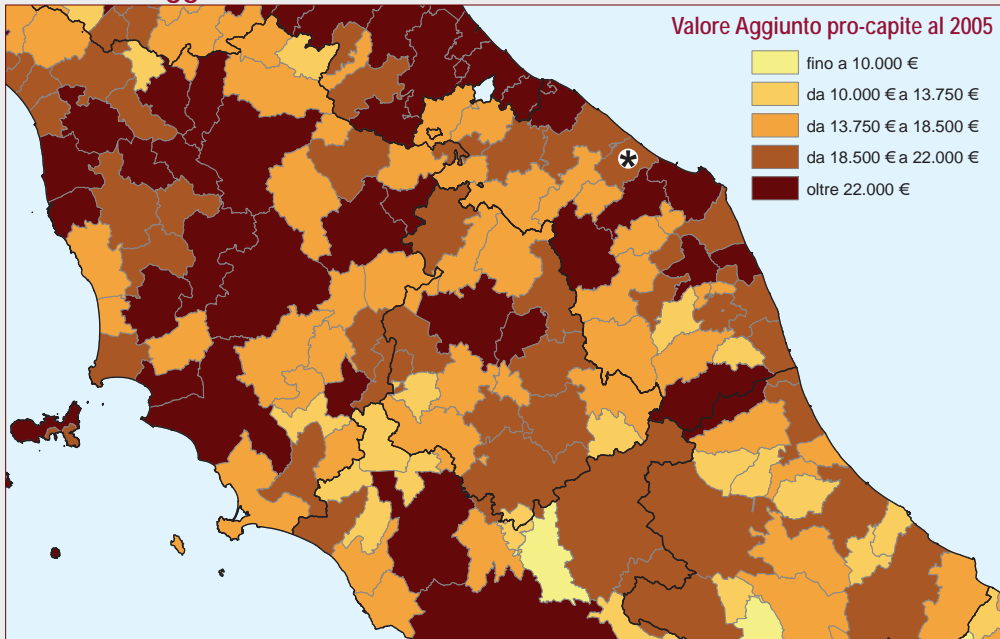 Valore Aggiunto pro-capite al 2005
fino a 10.000 €
da 10.000 € a 13.750 €
da 13.750 € a 18.500 €
da 18.500 € a 22.000 €
oltre 22.000 €
*